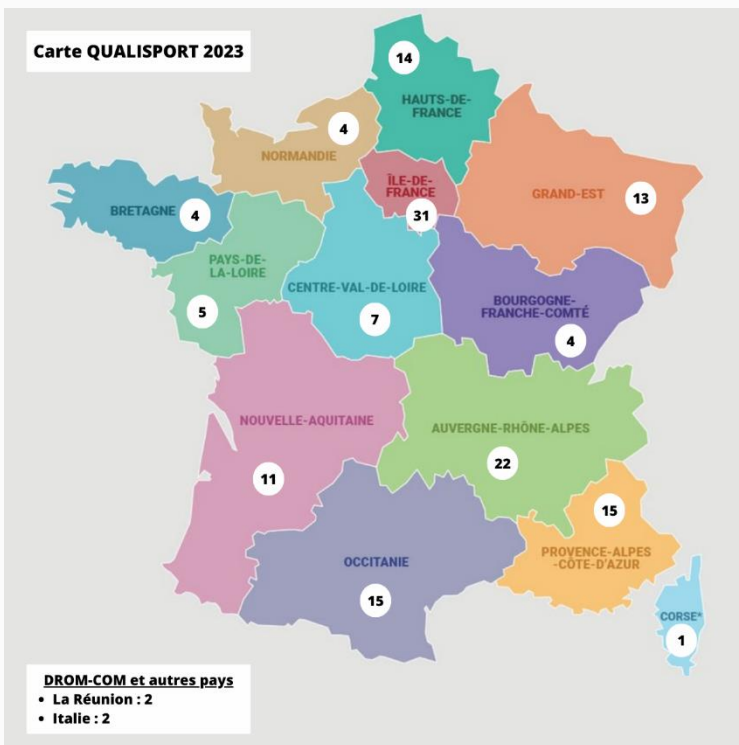 Carte QUALISPORT 2023
14
HAUTS-DE-
FRANCE
4
NORMANDIE
ÎLE-DE-
FRANCE
31
GRAND-EST
13
BRETAGNE
4
PAYS-DE-
LA-LOIRE
5
CENTRE-VAL-DE-LOIRE
7
BOURGOGNE-
FRANCHE-COMTÉ
4
NOUVELLE-AQUITAINE
11
AUVERGNE-RHÔNE-ALPES
22
15
PROVENCE-ALPES
-CÔTE-D'AZUR
OCCITANIE
15
CORSE*
1
DROM-COM et autres pays
• La Réunion : 2
• Italie : 2